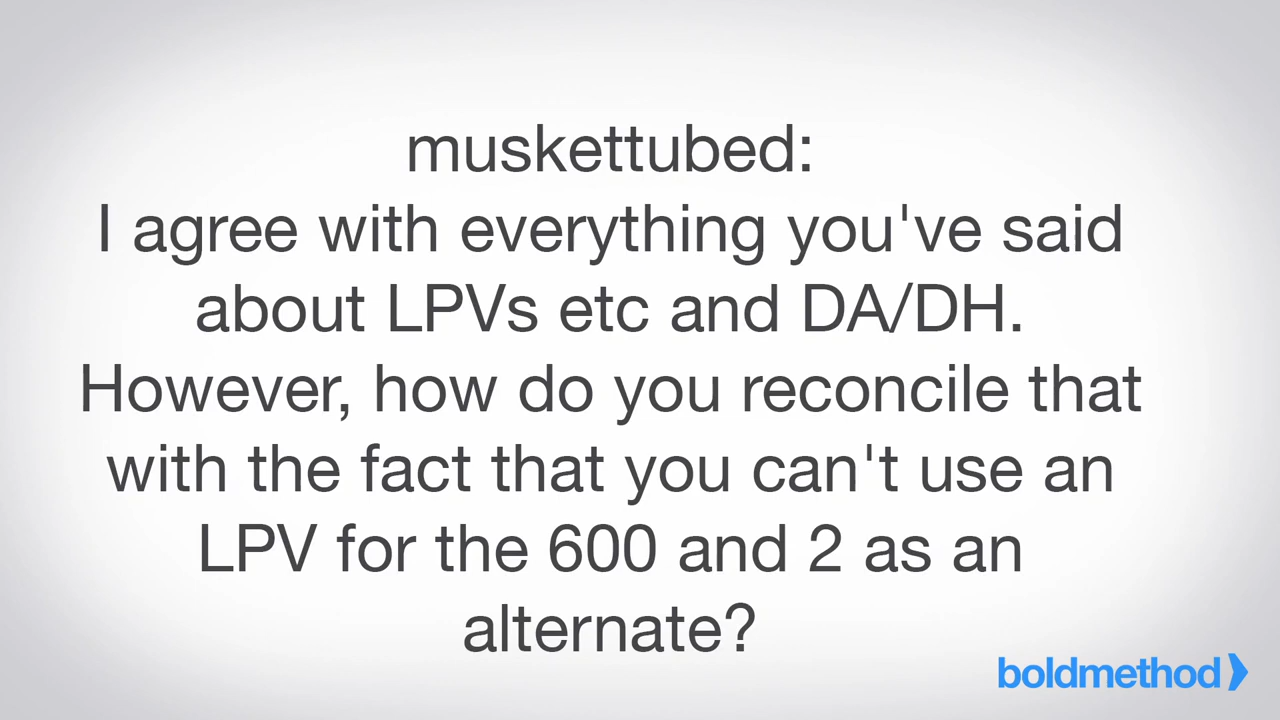 muskettubed:
I agree with everything you've said
about LPVs etc and DA/DH.
However, how do you reconcile that
with the fact that you can't use an
LPV for the 600 and 2 as an
alternate?
boldmethod